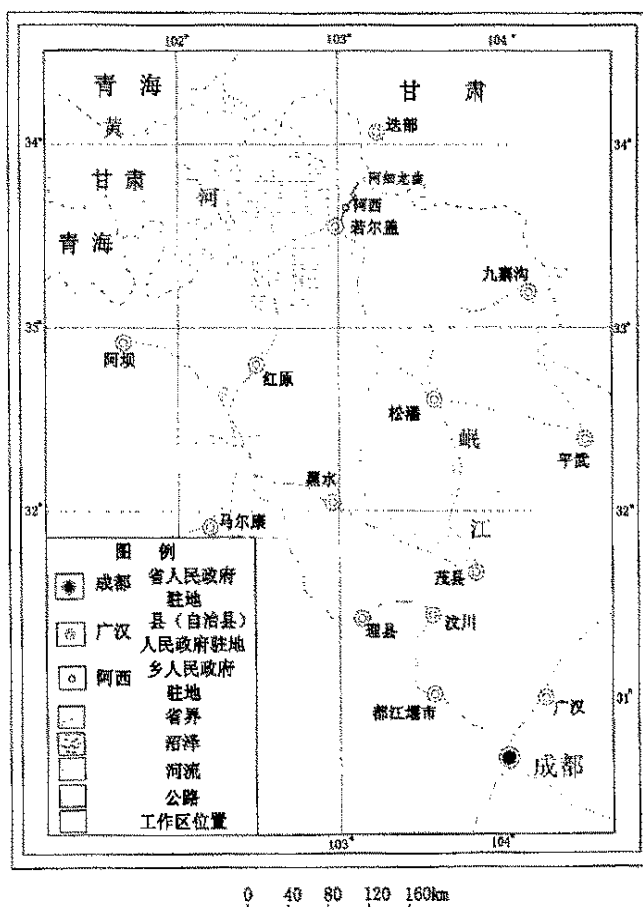 102° 103° 104°
青海
甘肃
黄
迭部
34° 34°
甘肃
河
阿西
若尔盖
青海
九寨沟
33° 33°
阿坝
红原
松潘
岷
平武
黑水
32° 32°
马尔康
江
茂县
理县
汶川
都江堰市
广汉
31°
成都
图例
成都 省人民政府
驻地
广汉 县（自治县）
人民政府驻地
阿西 乡人民政府
驻地
省界
沼泽
河流
公路
工作区位置
103° 104°
0 40 80 120 160km